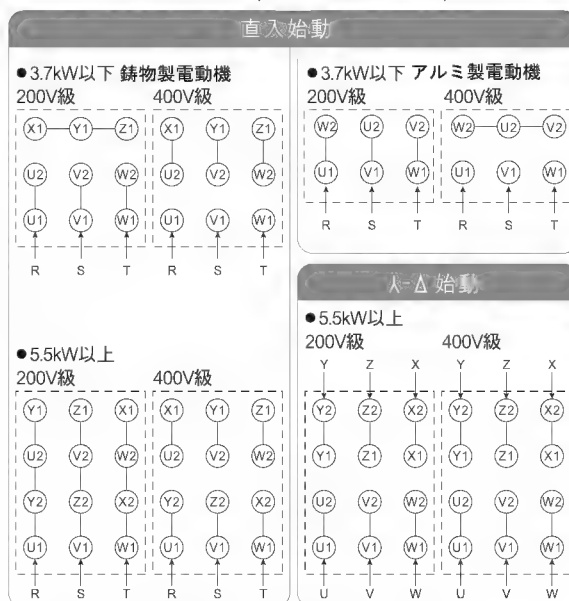 直入始動
●3.7kW以下 鋳物製電動機
200V級 400V級
X1 Y1 Z1 X1 Y1 Z1
U2 V2 W2 U2 V2 W2
U1 V1 W1 U1 V1 W1
R S T R S T
●5.5kW以上
200V級 400V級
Y1 Z1 X1 X1 Y1 Z1
U2 V2 W2 U2 V2 W2
Y2 Z2 X2 Y2 Z2 X2
U1 V1 W1 U1 V1 W1
R S T R S T
●3.7kW以下 アルミ製電動機
200V級 400V級
W2 U2 V2 W2 U2 V2
U1 V1 W1 U1 V1 W1
R S T R S T
人-Δ 始動
●5.5kW以上
200V級 400V級
Y Z X Y Z X
Y2 Z2 X2 Y2 Z2 X2
Y1 Z1 X1 Y1 Z1 X1
U2 V2 W2 U2 V2 W2
U1 V1 W1 U1 V1 W1
U V W U V W